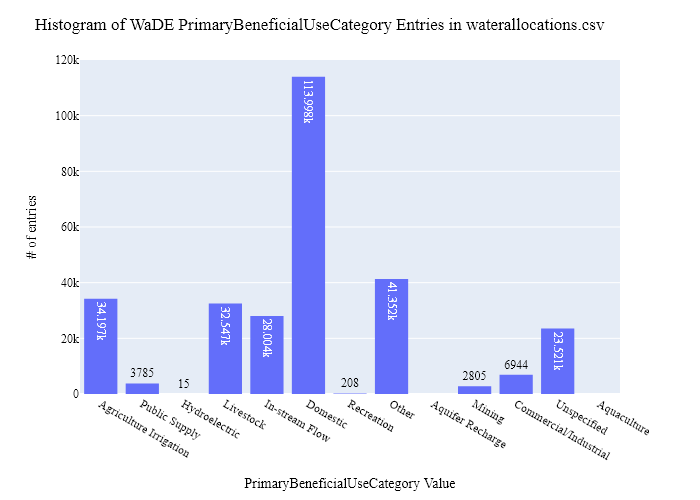 Histogram of WaDE PrimaryBeneficialUseCategory Entries in waterallocations.csv
120k
100k
80k
60k
40k
20k
0
# of entries
34.197k
3785
15
32.547k
28.004k
113.998k
208
41.352k
2805
6944
23.521k
Agriculture Irrigation
Public Supply
Hydroelectric
Livestock
In-stream Flow
Domestic
Recreation
Other
Aquifer Recharge
Mining
Commercial/Industrial
Unspecified
Aquaculture
PrimaryBeneficialUseCategory Value